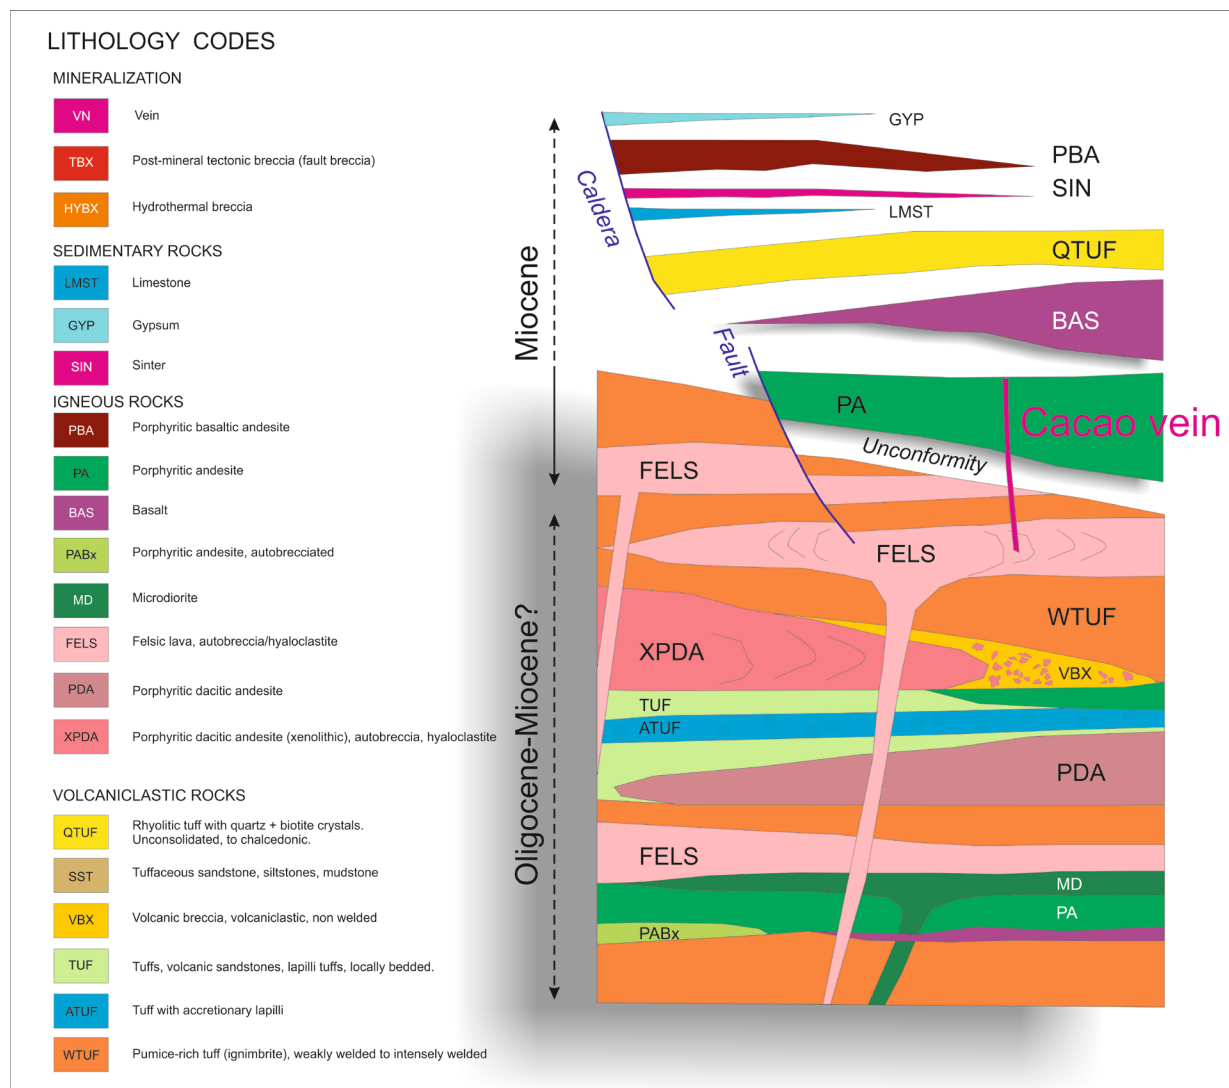 LITHOLOGY CODES
MINERALIZATION
VN Vein
TBX Post-mineral tectonic breccia (fault breccia)
HYBX Hydrothermal breccia
SEDIMENTARY ROCKS
LMST Limestone
GYP Gypsum
SIN Sinter
IGNEOUS ROCKS
PBA Porphyritic basaltic andesite
PA Porphyritic andesite
BAS Basalt
PABx Porphyritic andesite, autobrecciated
MD Microdiorite
FELS Felsic lava, autobreccia/hyaloclastite
PDA Porphyritic dacitic andesite
XPDA Porphyritic dacitic andesite (xenolithic), autobreccia, hyaloclastite
VOLCANICLASTIC ROCKS
QTUF Rhyolitic tuff with quartz + biotite crystals.
Unconsolidated, to chalcedonic.
SST Tuffaceous sandstone, siltstones, mudstone
VBX Volcanic breccia, volcaniclastic, non welded
TUF Tuffs, volcanic sandstones, lapilli tuffs, locally bedded.
ATUF Tuff with accretionary lapilli
WTUF Pumice-rich tuff (ignimbrite), weakly welded to intensely welded
Miocene
Oligocene-Miocene?
GYP
PBA
Caldera
SIN
LMST
QTUF
BAS
Fault
PA
Cacao vein
Unconformity
FELS
FELS
WTUF
XPDA
VBX
TUF
ATUF
PDA
FELS
MD
PA
PABx